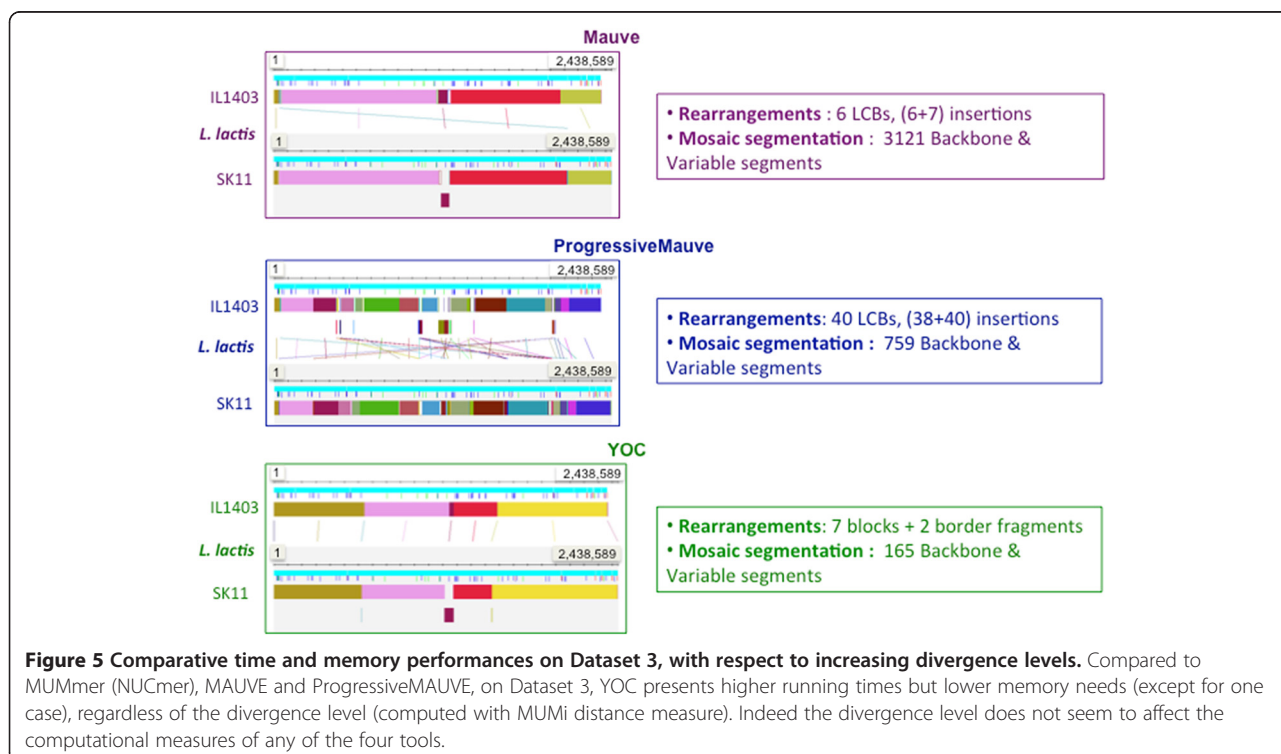 Mauve
1 2,438,589
IL1403
L. lactis
1 2,438,589
SK11
• Rearrangements : 6 LCBs, (6+7) insertions
• Mosaic segmentation : 3121 Backbone &
Variable segments
ProgressiveMauve
1 2,438,589
IL1403
L. lactis
1 2,438,589
SK11
• Rearrangements: 40 LCBs, (38+40) insertions
• Mosaic segmentation : 759 Backbone &
Variable segments
YOC
1 2,438,589
IL1403
L. lactis
1 2,438,589
SK11
• Rearrangements: 7 blocks + 2 border fragments
• Mosaic segmentation : 165 Backbone &
Variable segments
Figure 5 Comparative time and memory performances on Dataset 3, with respect to increasing divergence levels. Compared to
MUMmer (NUCmer), MAUVE and ProgressiveMAUVE, on Dataset 3, YOC presents higher running times but lower memory needs (except for one
case), regardless of the divergence level (computed with MUMi distance measure). Indeed the divergence level does not seem to affect the
computational measures of any of the four tools.